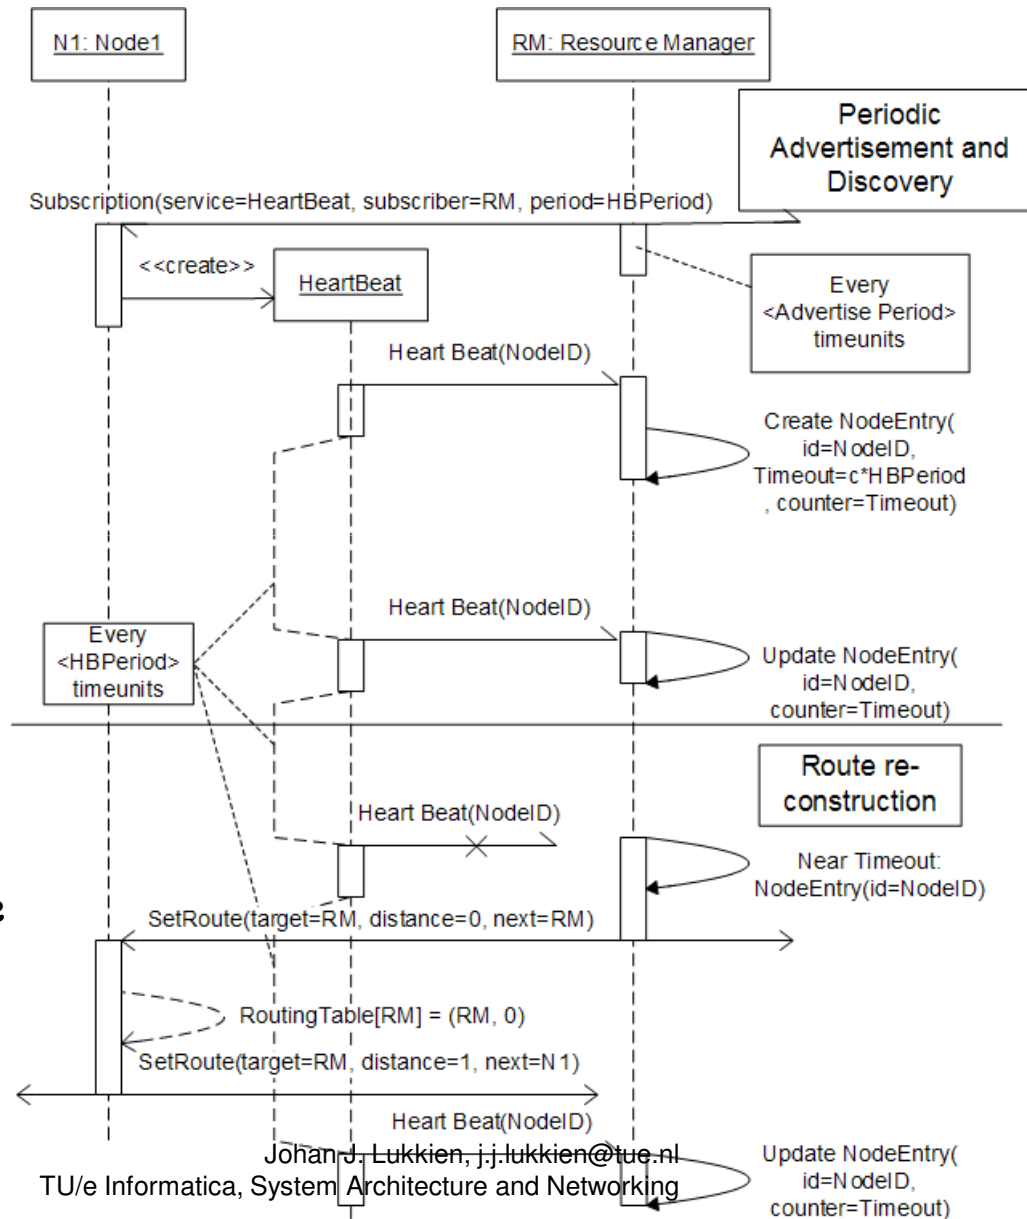 N1: Node1
RM: Resource Manager
Periodic
Advertisement and
Discovery
Subscription(service=HeartBeat, subscriber=RM, period=HBPeriod)
<<create>>
HeartBeat
Every
<Advertise Period>
timeunits
Heart Beat(NodeID)
Create NodeEntry(
id=NodeID,
Timeout=c*HBPeriod
, counter=Timeout)
Heart Beat(NodeID)
Every
<HBPeriod>
timeunits
Update NodeEntry(
id=NodeID,
counter=Timeout)
Route re-
construction
Heart Beat(NodeID)
Near Timeout:
NodeEntry(id=NodeID)
SetRoute(target=RM, distance=0, next=RM)
RoutingTable[RM] = (RM, 0)
SetRoute(target=RM, distance=1, next=N1)
Heart Beat(NodeID)
Johan J. Lukkien, j.j.lukkien@tue.nl
TU/e Informatica, System Architecture and Networking
Update NodeEntry(
id=NodeID,
counter=Timeout)